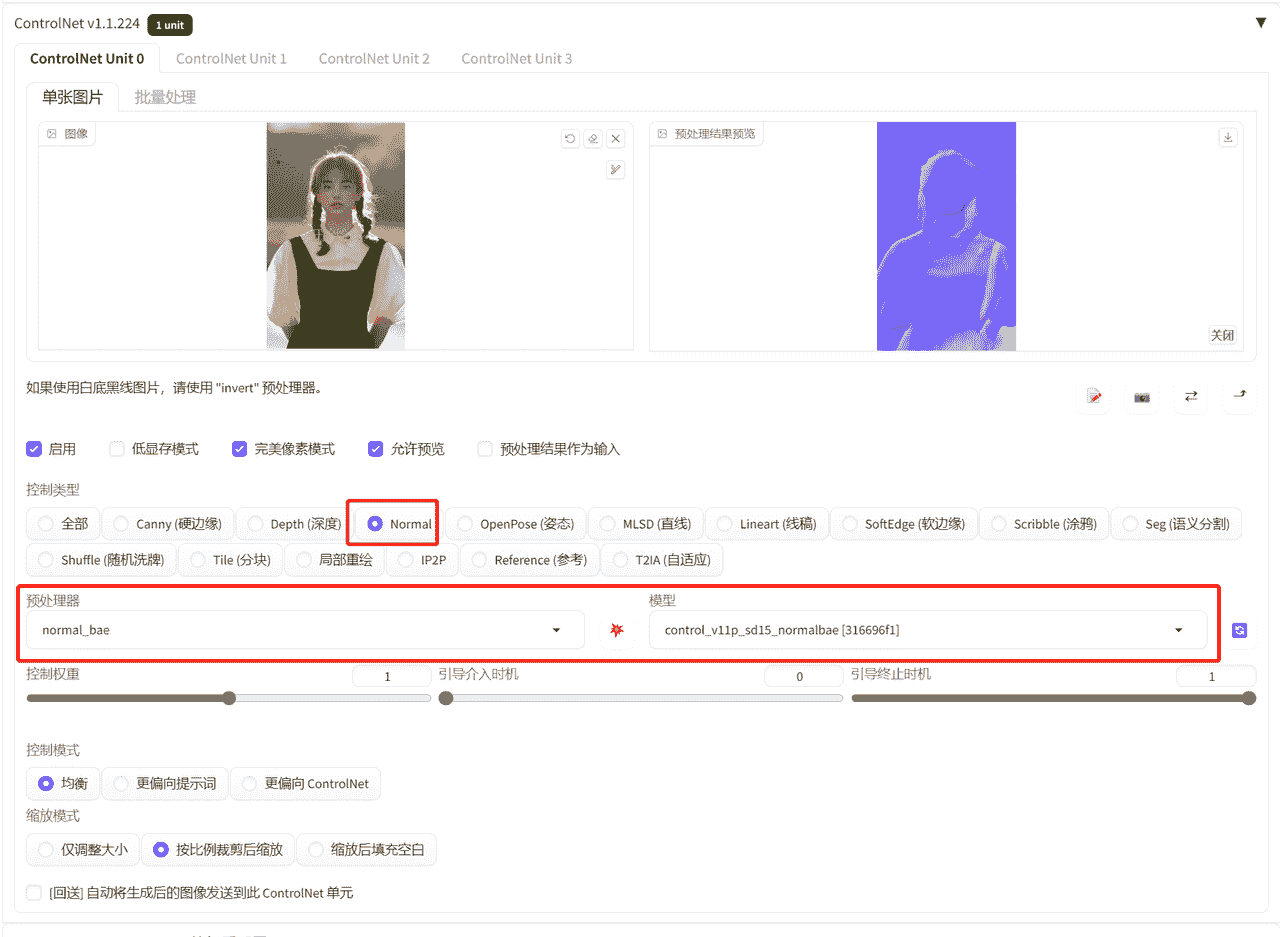 ControlNet v1.1.224 1 unit
ControlNet Unit 0 ControlNet Unit 1 ControlNet Unit 2 ControlNet Unit 3
单张图片 批量处理
图像 预处理结果预览
关闭
如果使用白底黑线图片，请使用 "invert" 预处理器。
启用 低显存模式 完美像素模式 允许预览 预处理结果作为输入
控制类型
全部 Canny (硬边缘) Depth (深度) Normal OpenPose (姿态) MLSD (直线) Lineart (线稿) SoftEdge (软边缘) Scribble (涂鸦) Seg (语义分割)
Shuffle (随机洗牌) Tile (分块) 局部重绘 IP2P Reference (参考) T2IA (自适应)
预处理器 模型
normal_bae control_v11p_sd15_normalbae [316696f1]
控制权重 1 引导介入时机 0 引导终止时机 1
控制模式
均衡 更偏向提示词 更偏向 ControlNet
缩放模式
仅调整大小 按比例裁剪后缩放 缩放后填充空白
[回送] 自动将生成后的图像发送到此 ControlNet 单元